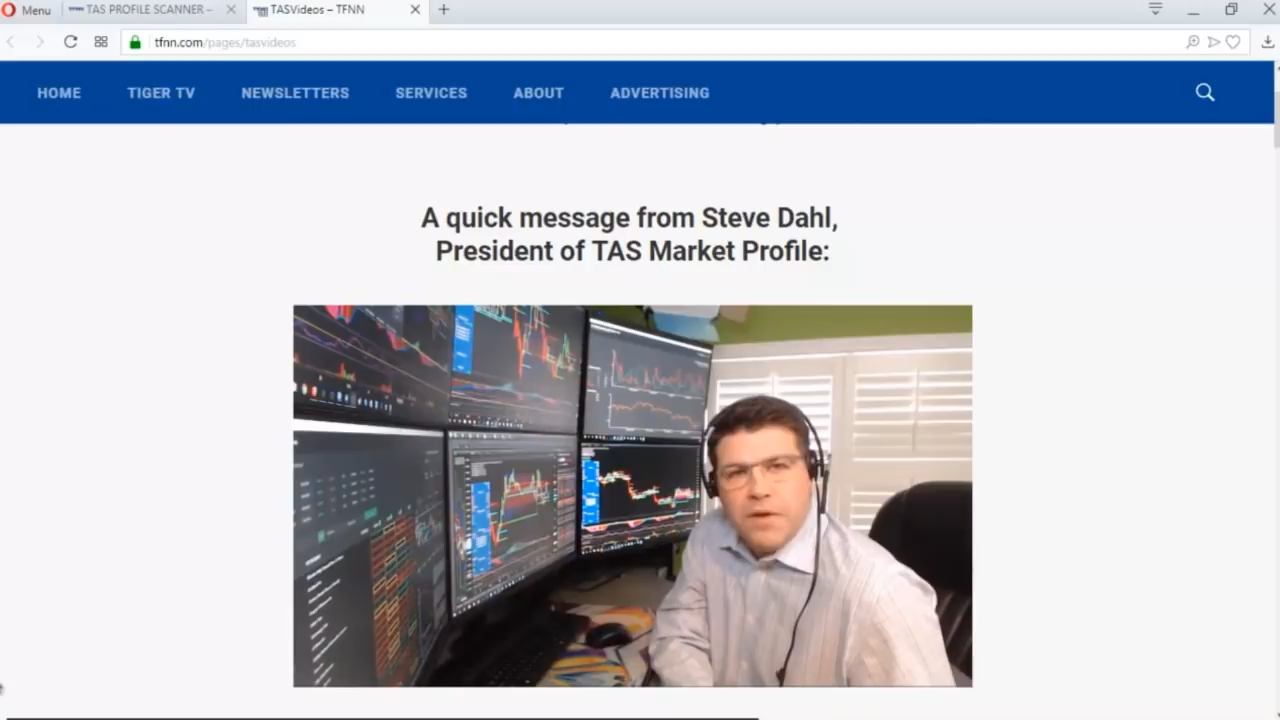 Menu
TAS PROFILE SCANNER –
TASVideos – TFNN
tfnn.com/pages/tasvideos
HOME
TIGER TV
NEWSLETTERS
SERVICES
ABOUT
ADVERTISING
A quick message from Steve Dahl,
President of TAS Market Profile: